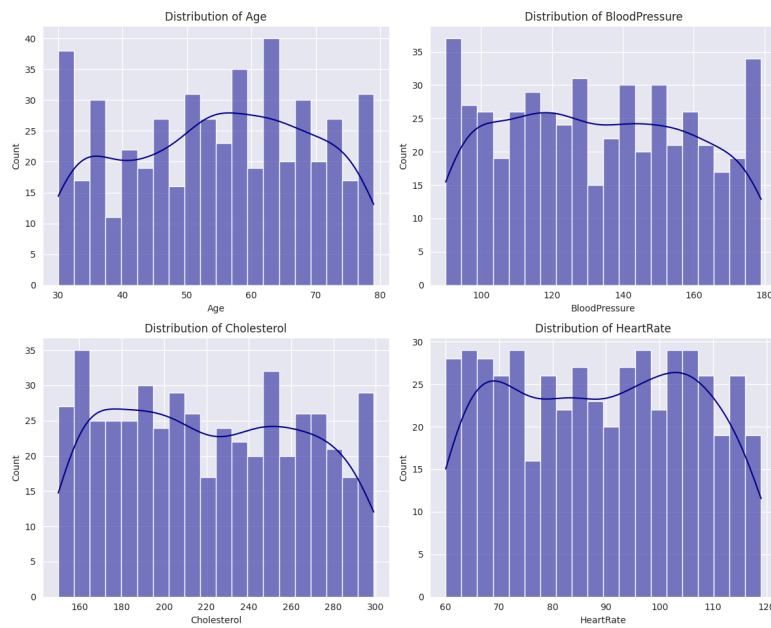 Distribution of Age
Count
40
35
30
25
20
15
10
5
0
30 40 50 60 70 80
Age
Distribution of BloodPressure
Count
35
30
25
20
15
10
5
0
100 120 140 160 180
BloodPressure
Distribution of Cholesterol
Count
35
30
25
20
15
10
5
0
160 180 200 220 240 260 280 300
Cholesterol
Distribution of HeartRate
Count
30
25
20
15
10
5
0
60 70 80 90 100 110 120
HeartRate